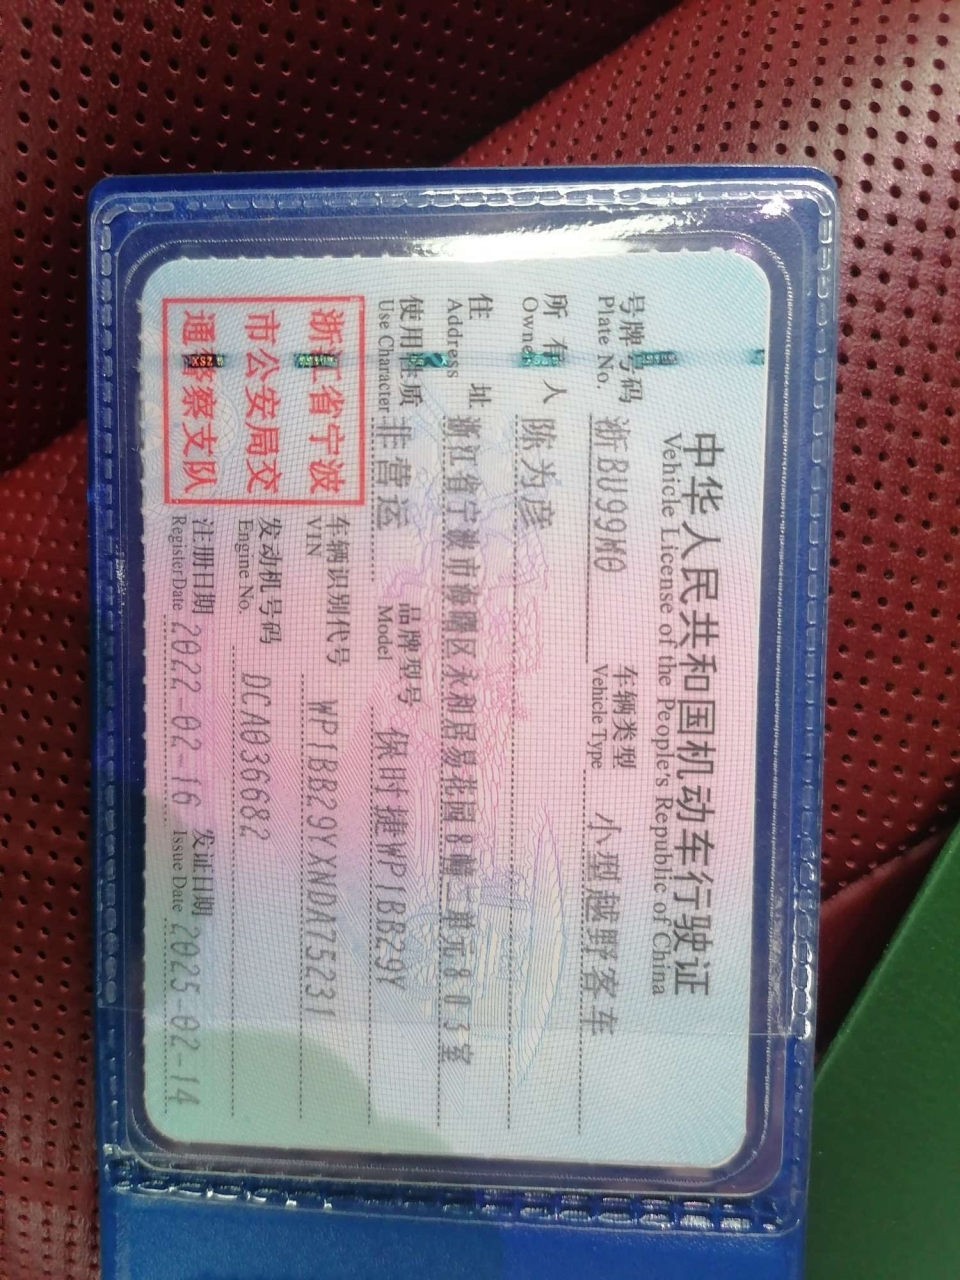 中华人民共和国机动车行驶证
Vehicle License of the People's Republic of China
号牌号码 浙BU99M0 车辆类型 小型越野客车
Plate No. Vehicle Type
所有人 陈为彦
Owner
住址 浙江省宁波市海曙区永和居易花园8幢二单元803室
Address
使用性质 非营运 品牌型号 保时捷WP1BB29Y
Use Character Model
浙江省宁波
市公安局交
通警察支队
车辆识别代号 WP1BB29YXNDA17523
VIN
发动机号码 DCA036682
Engine No.
注册日期 2022-02-16 发证日期 2025-02-14
Register Date Issue Date